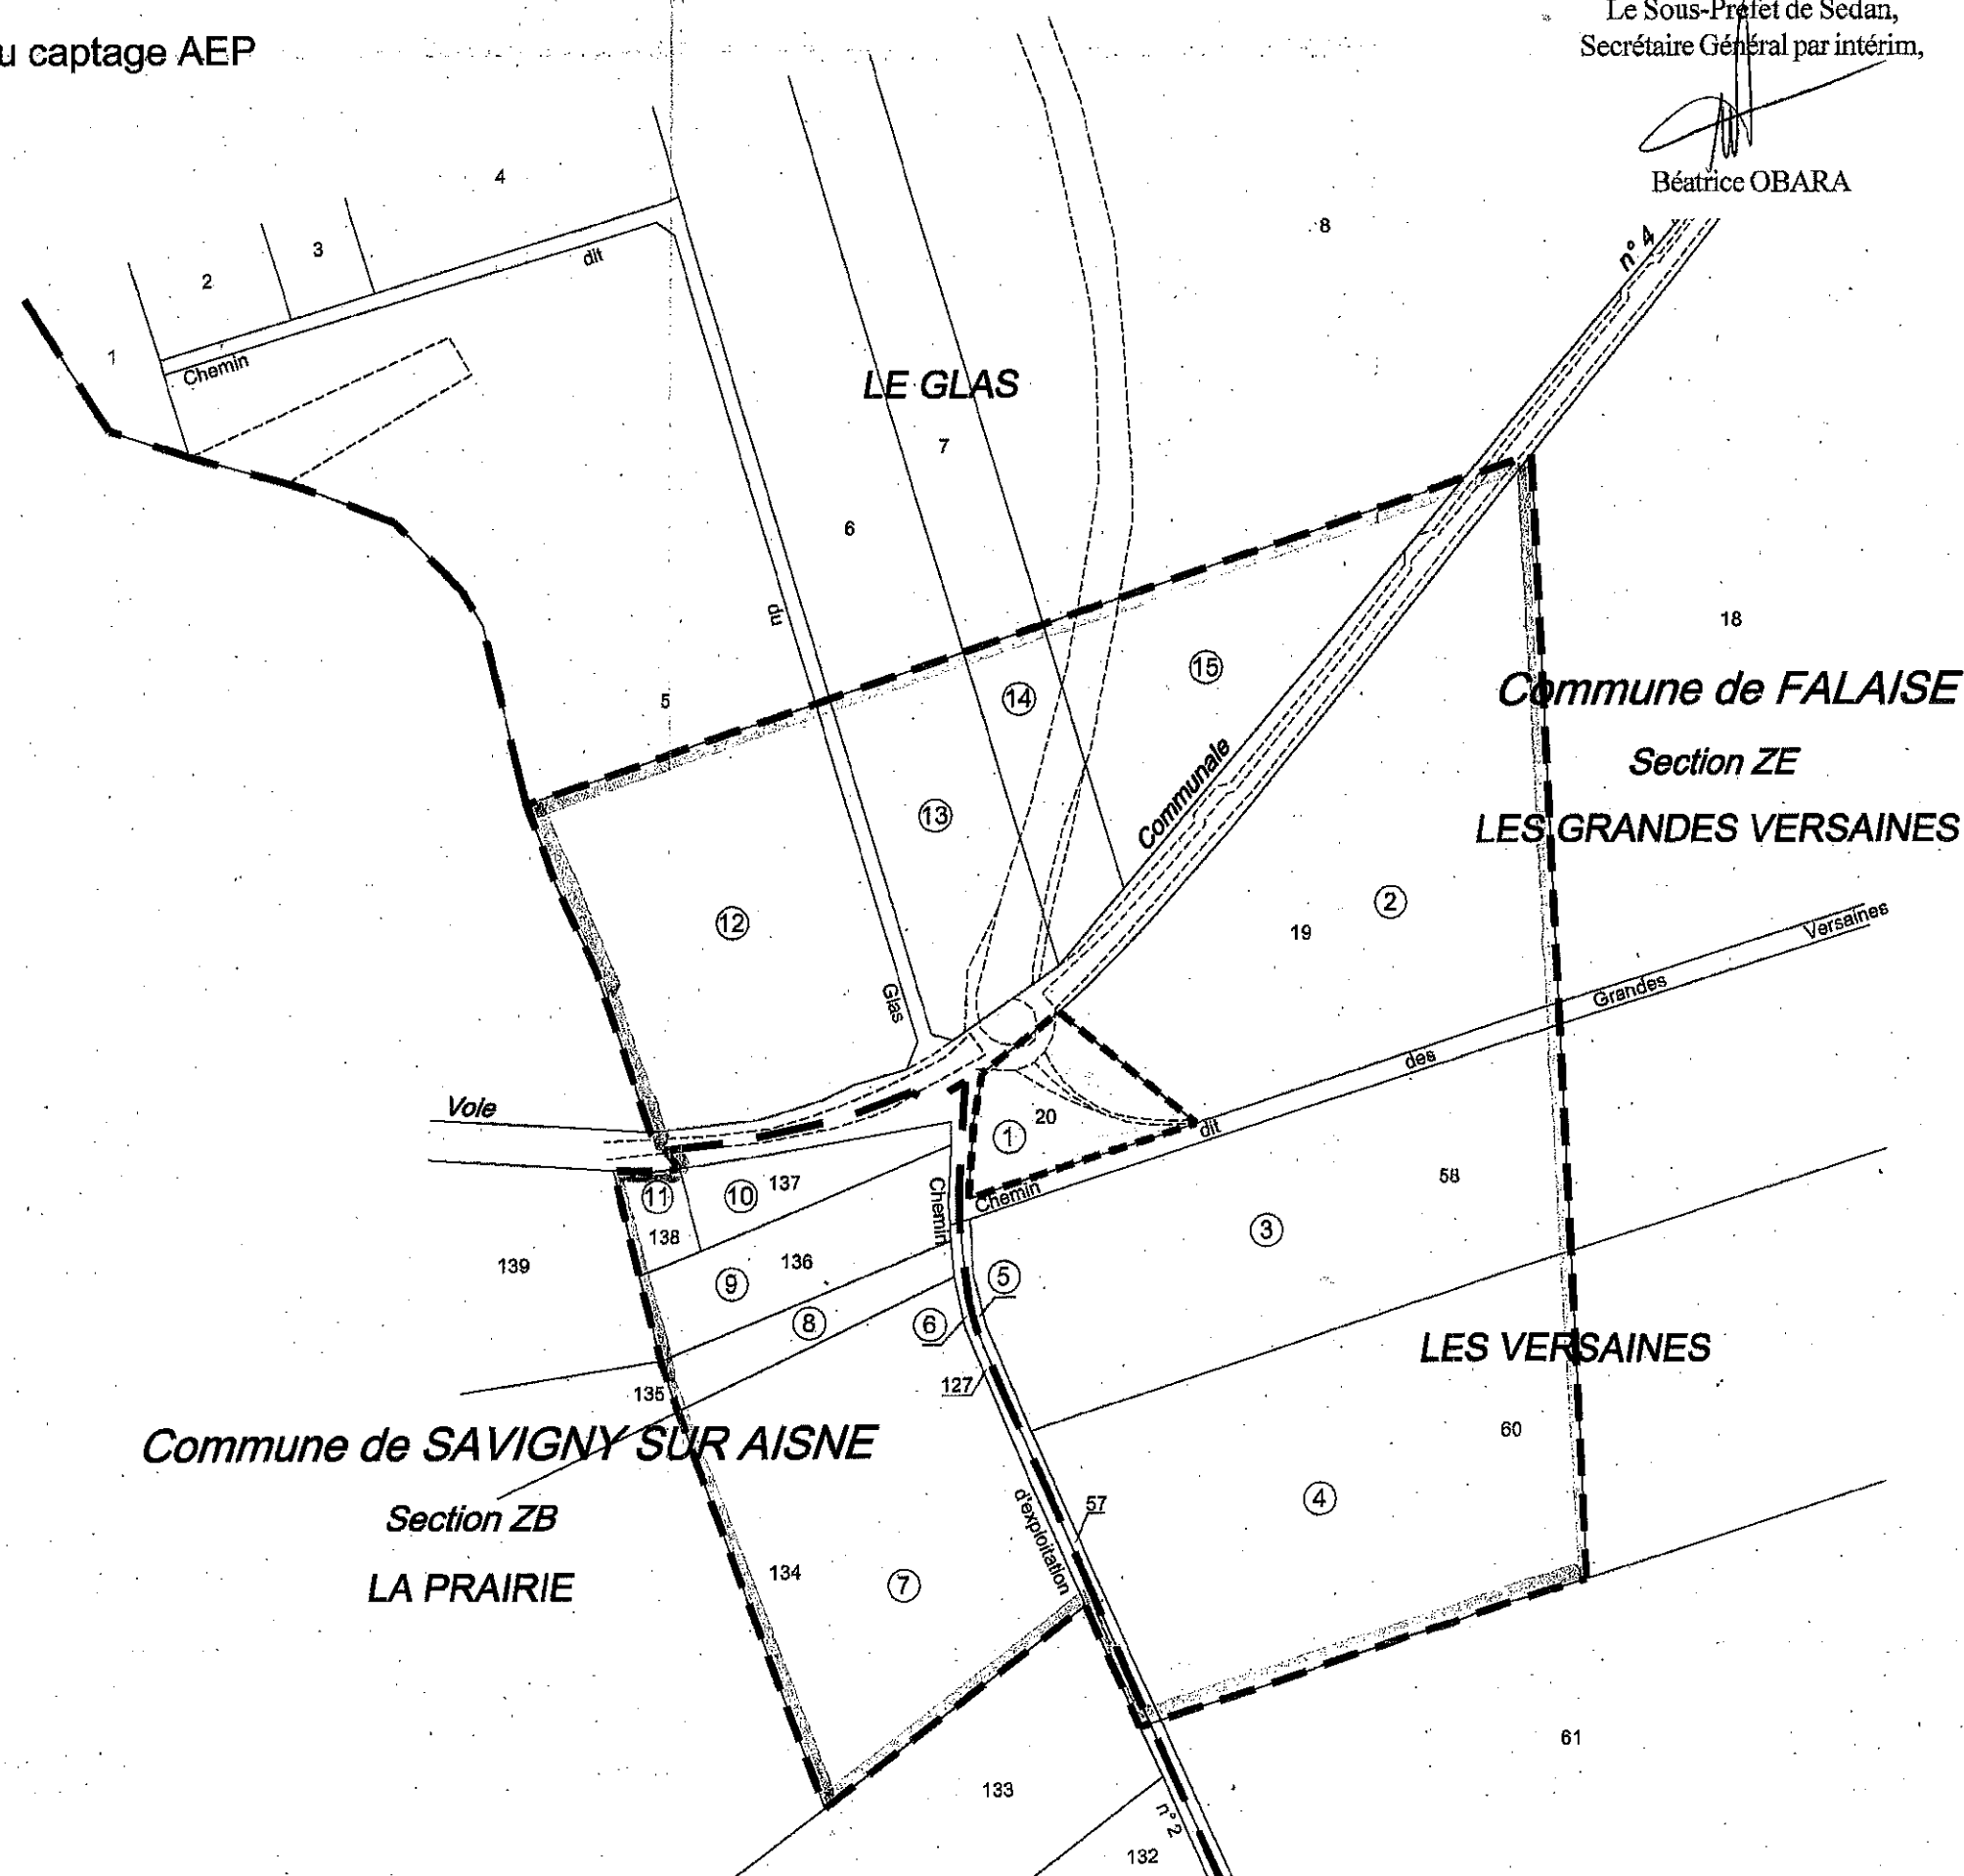 Le Sous-Préfet de Sedan,
Secrétaire Général par intérim,
Béatrice OBARA
u captage AEP
4
3
2
1
dit
Chemin
8
n° 4
LE GLAS
7
6
du
5
18
15
14
Commune de FALAISE
Section ZE
LES GRANDES VERSAINES
Communale
13
12
2
19
Versaines
Grandes
des
Glas
Voie
20
1
dit
Chemin
Chemin
137
10
11
138
139
136
9
8
58
3
5
6
127
135
LES VERSAINES
60
Commune de SAVIGNY SUR AISNE
Section ZB
LA PRAIRIE
57
d'exploitation
4
134
7
61
133
n° 2
132